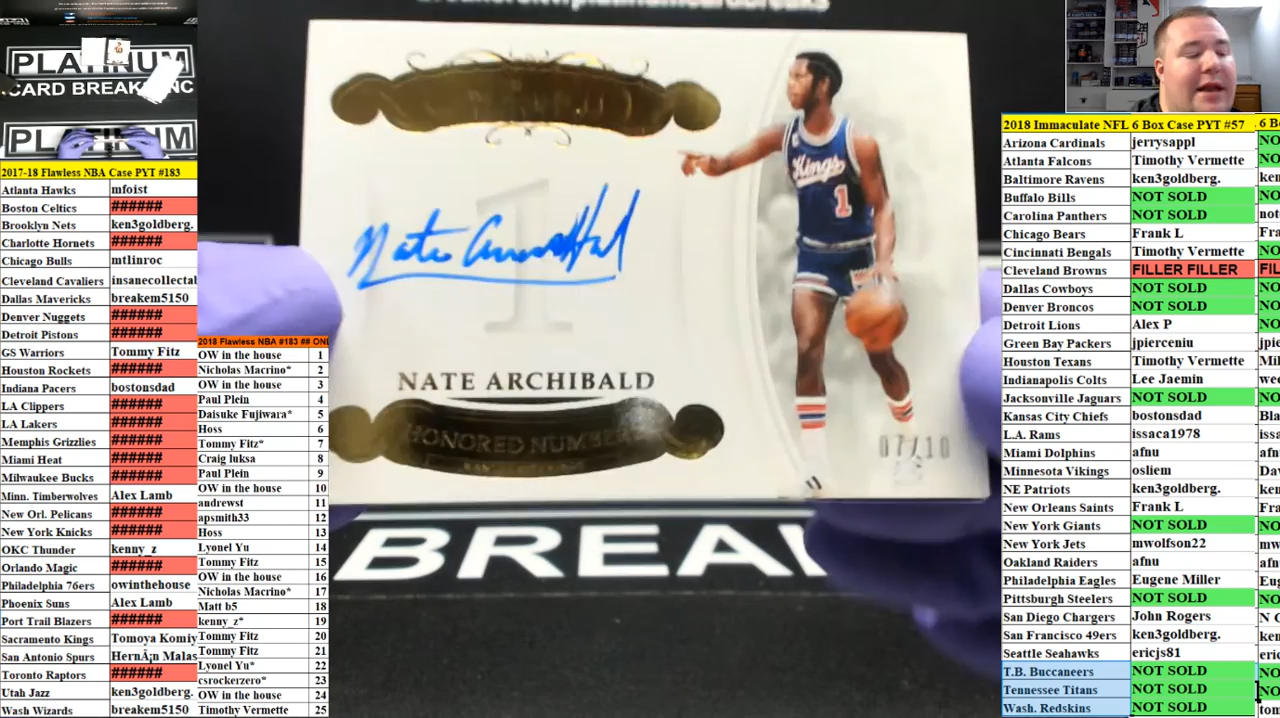 PLATINUM
CARD BREAKS INC
PLATINUM
2017-18 Flawless NBA Case PYT #183
Atlanta Hawks mfoist
Boston Celtics ######
Brooklyn Nets ken3goldberg.
Charlotte Hornets ######
Chicago Bulls mtlinroc
Cleveland Cavaliers insanecollectab
Dallas Mavericks breakem5150
Denver Nuggets ######
Detroit Pistons ######
GS Warriors Tommy Fitz
Houston Rockets ######
Indiana Pacers bostonsdad
LA Clippers ######
LA Lakers ######
Memphis Grizzlies ######
Miami Heat ######
Milwaukee Bucks ######
Minn. Timberwolves Alex Lamb
New Orl. Pelicans ######
New York Knicks ######
OKC Thunder kenny_z
Orlando Magic ######
Philadelphia 76ers owinthehouse
Phoenix Suns Alex Lamb
Port Trail Blazers ######
Sacramento Kings Tomoya Komiy
San Antonio Spurs HernÃ¡n Malas
Toronto Raptors ######
Utah Jazz ken3goldberg.
Wash Wizards breakem5150
2018 Flawless NBA #183 ## ONL
OW in the house 1
Nicholas Macrino* 2
OW in the house 3
Paul Plein 4
Daisuke Fujiwara* 5
Hoss 6
Tommy Fitz* 7
Craig luksa 8
Paul Plein 9
OW in the house 10
andrewst 11
apsmith33 12
Hoss 13
Lyonel Yu 14
Tommy Fitz 15
OW in the house 16
Nicholas Macrino* 17
Matt b5 18
kenny_z* 19
Tommy Fitz 20
Tommy Fitz 21
Lyonel Yu* 22
csrockerzero* 23
OW in the house 24
Timothy Vermette 25
Kings
1
1
Nate Archibald
NATE ARCHIBALD
HONORED NUMBER
07/10
BREAK
2018 Immaculate NFL 6 Box Case PYT #57
Arizona Cardinals jerrysappl
Atlanta Falcons Timothy Vermette
Baltimore Ravens ken3goldberg.
Buffalo Bills NOT SOLD
Carolina Panthers NOT SOLD
Chicago Bears Frank L
Cincinnati Bengals Timothy Vermette
Cleveland Browns FILLER FILLER
Dallas Cowboys NOT SOLD
Denver Broncos NOT SOLD
Detroit Lions Alex P
Green Bay Packers jpierceniu
Houston Texans Timothy Vermette
Indianapolis Colts Lee Jaemin
Jacksonville Jaguars NOT SOLD
Kansas City Chiefs bostonsdad
L.A. Rams issaca1978
Miami Dolphins afnu
Minnesota Vikings osliem
NE Patriots ken3goldberg.
New Orleans Saints Frank L
New York Giants NOT SOLD
New York Jets mwolfson22
Oakland Raiders afnu
Philadelphia Eagles Eugene Miller
Pittsburgh Steelers NOT SOLD
San Diego Chargers John Rogers
San Francisco 49ers ken3goldberg.
Seattle Seahawks ericjs81
T.B. Buccaneers NOT SOLD
Tennessee Titans NOT SOLD
Wash. Redskins NOT SOLD